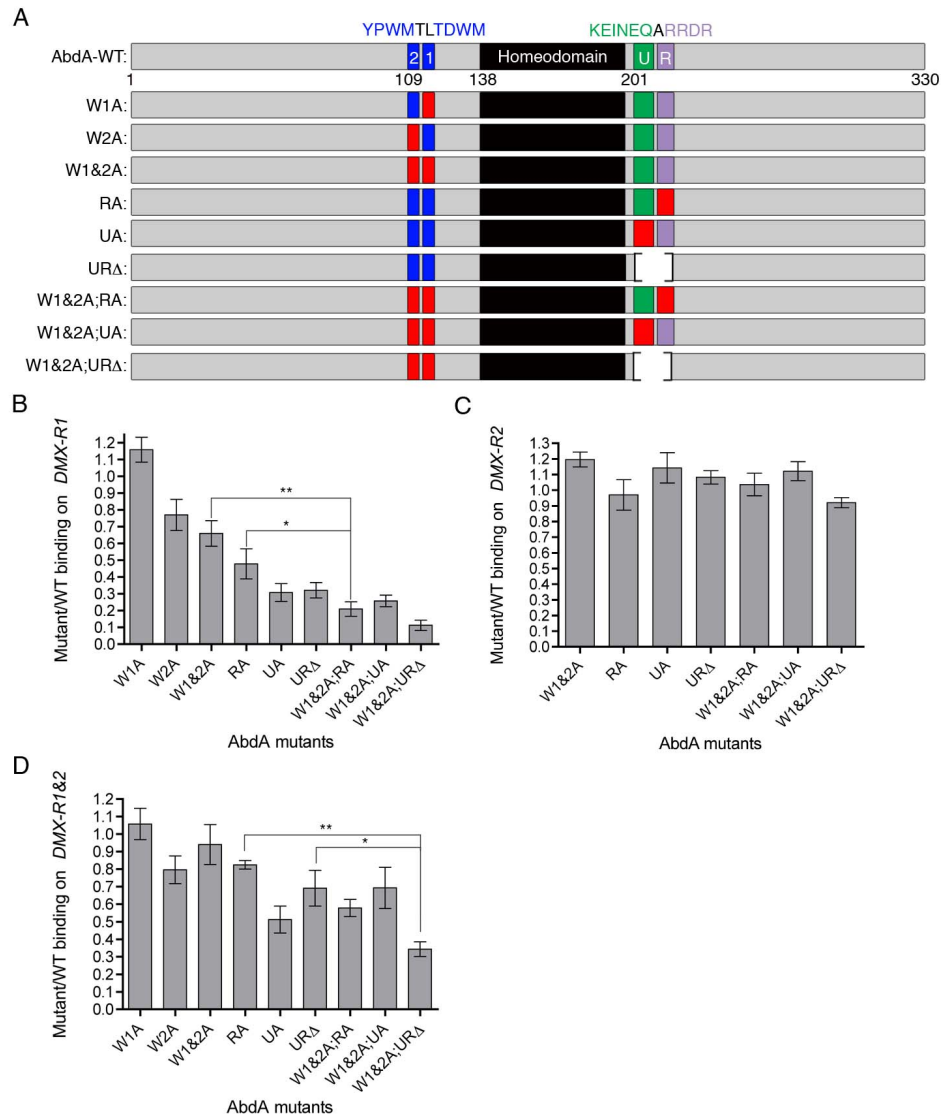 A
YPWMTLTDWM KEINEQARRDR
AbdA-WT: 2 1 Homeodomain U R
1 109 138 201 330
W1A:
W2A:
W1&2A:
RA:
UA:
URΔ:
W1&2A;RA:
W1&2A;UA:
W1&2A;URΔ:
B
Mutant/WT binding on DMX-R1
1.2
1.1
1.0
0.9
0.8
0.7
0.6
0.5
0.4
0.3
0.2
0.1
0.0
**
*
W1A W2A W1&2A RA UA URΔ W1&2A;RA W1&2A;UA W1&2A;URΔ
AbdA mutants
C
Mutant/WT binding on DMX-R2
1.3
1.2
1.1
1.0
0.9
0.8
0.7
0.6
0.5
0.4
0.3
0.2
0.1
0.0
W1&2A RA UA URΔ W1&2A;RA W1&2A;UA W1&2A;URΔ
AbdA mutants
D
Mutant/WT binding on DMX-R1&2
1.2
1.1
1.0
0.9
0.8
0.7
0.6
0.5
0.4
0.3
0.2
0.1
0.0
**
*
W1A W2A W1&2A RA UA URΔ W1&2A;RA W1&2A;UA W1&2A;URΔ
AbdA mutants